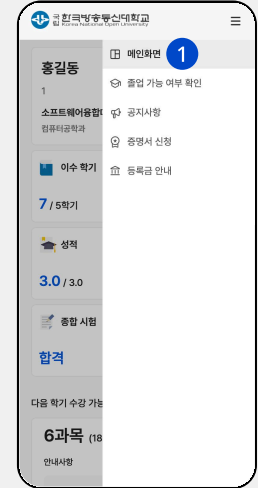 국립 한국방송통신대학교
Korea National Open University
메인화면
1
졸업 가능 여부 확인
공지사항
증명서 신청
등록금 안내
홍길동
1
소프트웨어융합
컴퓨터공학과
이수 학기
7 / 5학기
성적
3.0 / 3.0
종합 시험
합격
다음 학기 수강 가능
6과목 (18
안내사항